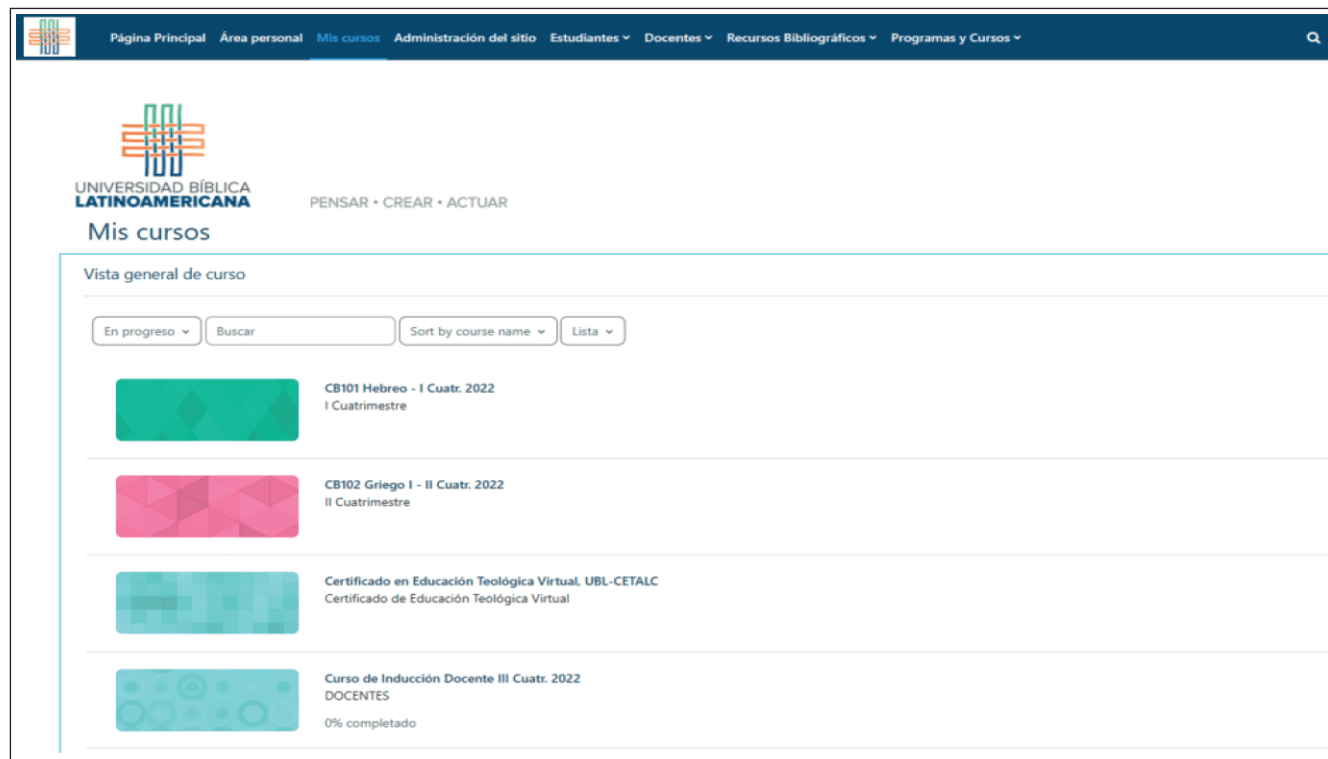 Página Principal Área personal Mis cursos Administración del sitio Estudiantes Docentes Recursos Bibliográficos Programas y Cursos
UNIVERSIDAD BÍBLICA
LATINOAMERICANA
PENSAR • CREAR • ACTUAR
Mis cursos
Vista general de curso
En progreso Buscar Sort by course name Lista
CB101 Hebreo - I Cuatr. 2022
I Cuatrimestre
CB102 Griego I - II Cuatr. 2022
II Cuatrimestre
Certificado en Educación Teológica Virtual, UBL-CETALC
Certificado de Educación Teológica Virtual
Curso de Inducción Docente III Cuatr. 2022
DOCENTES
0% completado